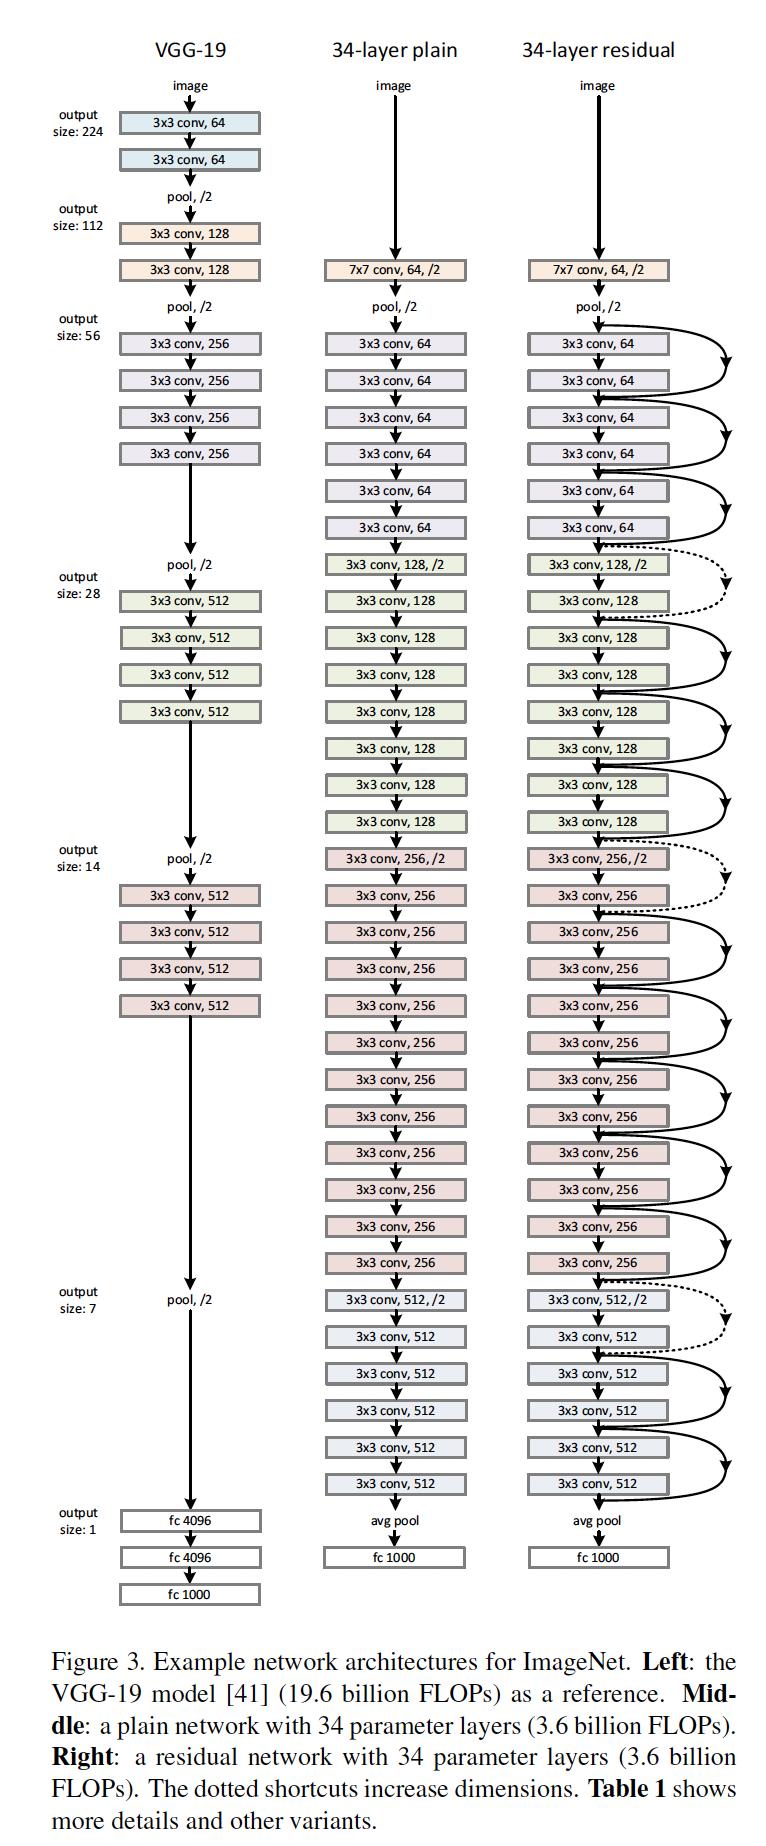 VGG-19
34-layer plain
34-layer residual
output
size: 224
output
size: 112
output
size: 56
output
size: 28
output
size: 14
output
size: 7
output
size: 1
image
3x3 conv, 64
3x3 conv, 64
pool, /2
3x3 conv, 128
3x3 conv, 128
pool, /2
3x3 conv, 256
3x3 conv, 256
3x3 conv, 256
3x3 conv, 256
pool, /2
3x3 conv, 512
3x3 conv, 512
3x3 conv, 512
3x3 conv, 512
pool, /2
3x3 conv, 512
3x3 conv, 512
3x3 conv, 512
3x3 conv, 512
pool, /2
fc 4096
fc 4096
fc 1000
image
7x7 conv, 64, /2
pool, /2
3x3 conv, 64
3x3 conv, 64
3x3 conv, 64
3x3 conv, 64
3x3 conv, 64
3x3 conv, 64
3x3 conv, 128, /2
3x3 conv, 128
3x3 conv, 128
3x3 conv, 128
3x3 conv, 128
3x3 conv, 128
3x3 conv, 128
3x3 conv, 128
3x3 conv, 256, /2
3x3 conv, 256
3x3 conv, 256
3x3 conv, 256
3x3 conv, 256
3x3 conv, 256
3x3 conv, 256
3x3 conv, 256
3x3 conv, 256
3x3 conv, 256
3x3 conv, 256
3x3 conv, 256
3x3 conv, 512, /2
3x3 conv, 512
3x3 conv, 512
3x3 conv, 512
3x3 conv, 512
3x3 conv, 512
avg pool
fc 1000
image
7x7 conv, 64, /2
pool, /2
3x3 conv, 64
3x3 conv, 64
3x3 conv, 64
3x3 conv, 64
3x3 conv, 64
3x3 conv, 64
3x3 conv, 128, /2
3x3 conv, 128
3x3 conv, 128
3x3 conv, 128
3x3 conv, 128
3x3 conv, 128
3x3 conv, 128
3x3 conv, 128
3x3 conv, 256, /2
3x3 conv, 256
3x3 conv, 256
3x3 conv, 256
3x3 conv, 256
3x3 conv, 256
3x3 conv, 256
3x3 conv, 256
3x3 conv, 256
3x3 conv, 256
3x3 conv, 256
3x3 conv, 256
3x3 conv, 512, /2
3x3 conv, 512
3x3 conv, 512
3x3 conv, 512
3x3 conv, 512
3x3 conv, 512
avg pool
fc 1000
Figure 3. Example network architectures for ImageNet. Left: the
VGG-19 model [41] (19.6 billion FLOPs) as a reference. Mid-
dle: a plain network with 34 parameter layers (3.6 billion FLOPs).
Right: a residual network with 34 parameter layers (3.6 billion
FLOPs). The dotted shortcuts increase dimensions. Table 1 shows
more details and other variants.